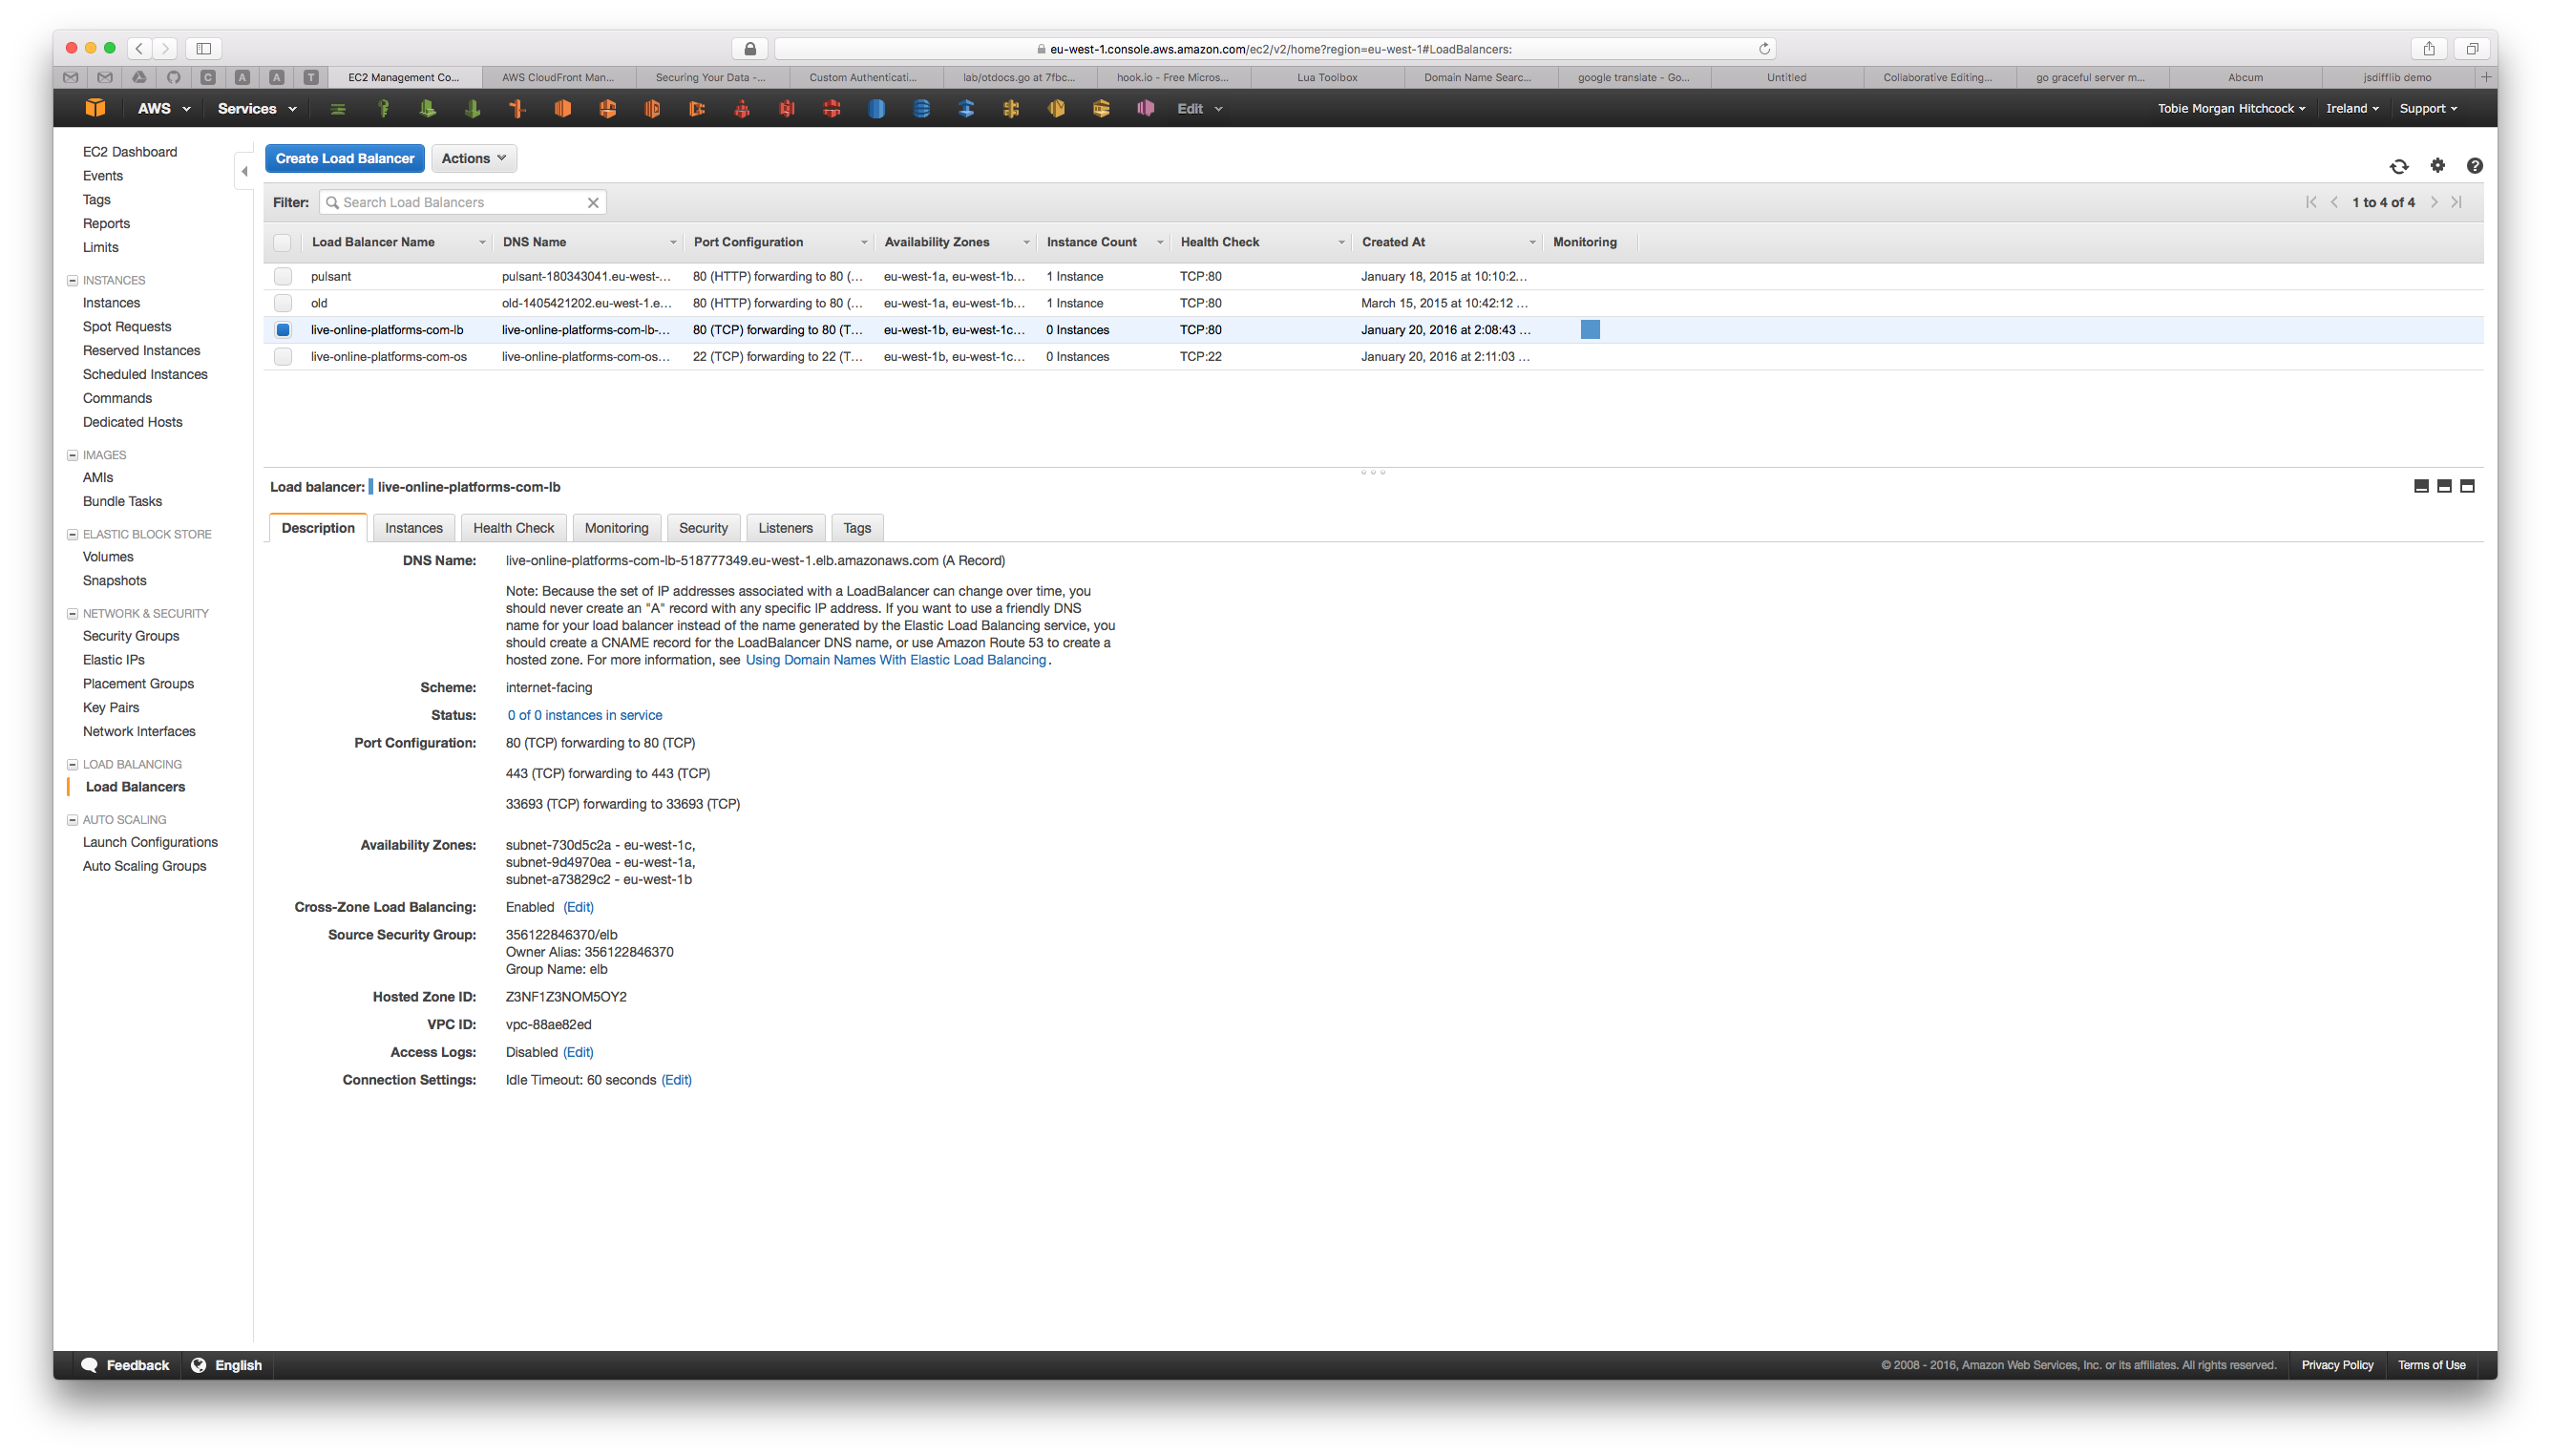 eu-west-1.console.aws.amazon.com/ec2/v2/home?region=eu-west-1#LoadBalancers:
C A A T EC2 Management Co... AWS CloudFront Man... Securing Your Data -... Custom Authenticati... lab/otdocs.go at 7fbc... hook.io - Free Micros... Lua Toolbox Domain Name Searc... google translate - Go... Untitled Collaborative Editing... go graceful server m... Abcum jsdifflib demo
AWS Services Edit Tobie Morgan Hitchcock Ireland Support
EC2 Dashboard
Events
Tags
Reports
Limits
INSTANCES
Instances
Spot Requests
Reserved Instances
Scheduled Instances
Commands
Dedicated Hosts
IMAGES
AMIs
Bundle Tasks
ELASTIC BLOCK STORE
Volumes
Snapshots
NETWORK & SECURITY
Security Groups
Elastic IPs
Placement Groups
Key Pairs
Network Interfaces
LOAD BALANCING
Load Balancers
AUTO SCALING
Launch Configurations
Auto Scaling Groups
Create Load Balancer Actions
Filter: Search Load Balancers 1 to 4 of 4
Load Balancer Name DNS Name Port Configuration Availability Zones Instance Count Health Check Created At Monitoring
pulsant pulsant-180343041.eu-west-... 80 (HTTP) forwarding to 80 (... eu-west-1a, eu-west-1b... 1 Instance TCP:80 January 18, 2015 at 10:10:2...
old old-1405421202.eu-west-1.e... 80 (HTTP) forwarding to 80 (... eu-west-1a, eu-west-1b... 1 Instance TCP:80 March 15, 2015 at 10:42:12 ...
live-online-platforms-com-lb live-online-platforms-com-lb-... 80 (TCP) forwarding to 80 (T... eu-west-1b, eu-west-1c... 0 Instances TCP:80 January 20, 2016 at 2:08:43 ...
live-online-platforms-com-os live-online-platforms-com-os... 22 (TCP) forwarding to 22 (T... eu-west-1b, eu-west-1c... 0 Instances TCP:22 January 20, 2016 at 2:11:03 ...
Load balancer: live-online-platforms-com-lb
Description Instances Health Check Monitoring Security Listeners Tags
DNS Name: live-online-platforms-com-lb-518777349.eu-west-1.elb.amazonaws.com (A Record)
Note: Because the set of IP addresses associated with a LoadBalancer can change over time, you
should never create an "A" record with any specific IP address. If you want to use a friendly DNS
name for your load balancer instead of the name generated by the Elastic Load Balancing service, you
should create a CNAME record for the LoadBalancer DNS name, or use Amazon Route 53 to create a
hosted zone. For more information, see Using Domain Names With Elastic Load Balancing.
Scheme: internet-facing
Status: 0 of 0 instances in service
Port Configuration: 80 (TCP) forwarding to 80 (TCP)
443 (TCP) forwarding to 443 (TCP)
33693 (TCP) forwarding to 33693 (TCP)
Availability Zones: subnet-730d5c2a - eu-west-1c,
subnet-9d4970ea - eu-west-1a,
subnet-a73829c2 - eu-west-1b
Cross-Zone Load Balancing: Enabled (Edit)
Source Security Group: 356122846370/elb
Owner Alias: 356122846370
Group Name: elb
Hosted Zone ID: Z3NF1Z3NOM5OY2
VPC ID: vpc-88ae82ed
Access Logs: Disabled (Edit)
Connection Settings: Idle Timeout: 60 seconds (Edit)
Feedback English © 2008 - 2016, Amazon Web Services, Inc. or its affiliates. All rights reserved. Privacy Policy Terms of Use